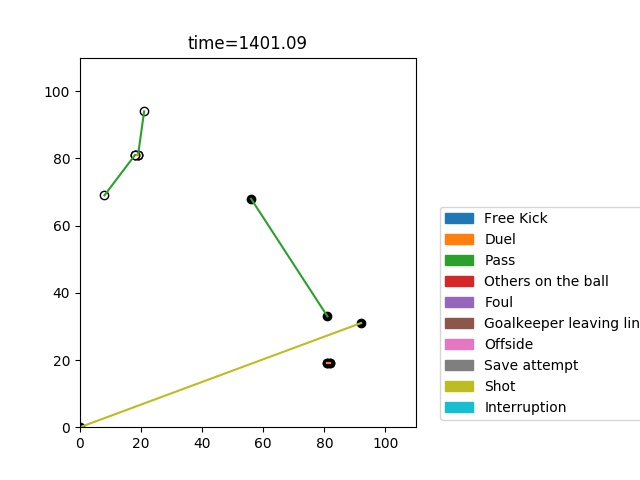 time=1401.09
100
80
60
40
20
0
0 20 40 60 80 100
Free Kick
Duel
Pass
Others on the ball
Foul
Goalkeeper leaving lin
Offside
Save attempt
Shot
Interruption